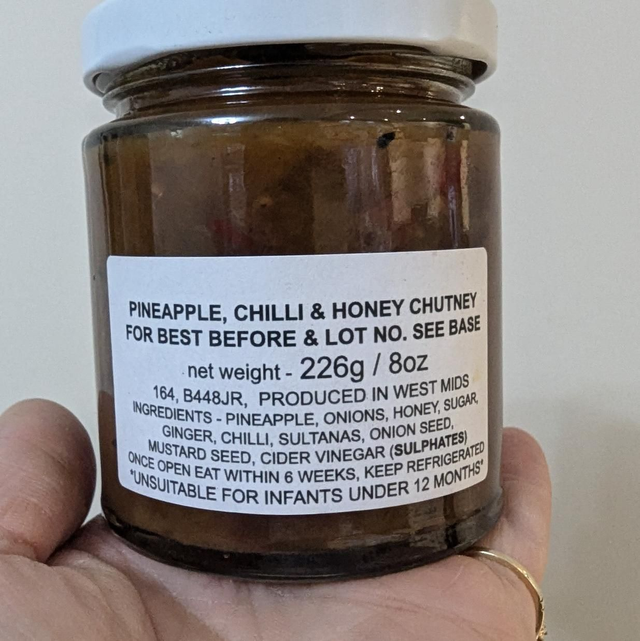 PINEAPPLE, CHILLI & HONEY CHUTNEY
FOR BEST BEFORE & LOT NO. SEE BASE
net weight - 226g / 8oz
164, B448JR, PRODUCED IN WEST MIDS
INGREDIENTS - PINEAPPLE, ONIONS, HONEY, SUGAR,
GINGER, CHILLI, SULTANAS, ONION SEED,
MUSTARD SEED, CIDER VINEGAR (SULPHATES)
ONCE OPEN EAT WITHIN 6 WEEKS, KEEP REFRIGERATED
*UNSUITABLE FOR INFANTS UNDER 12 MONTHS*